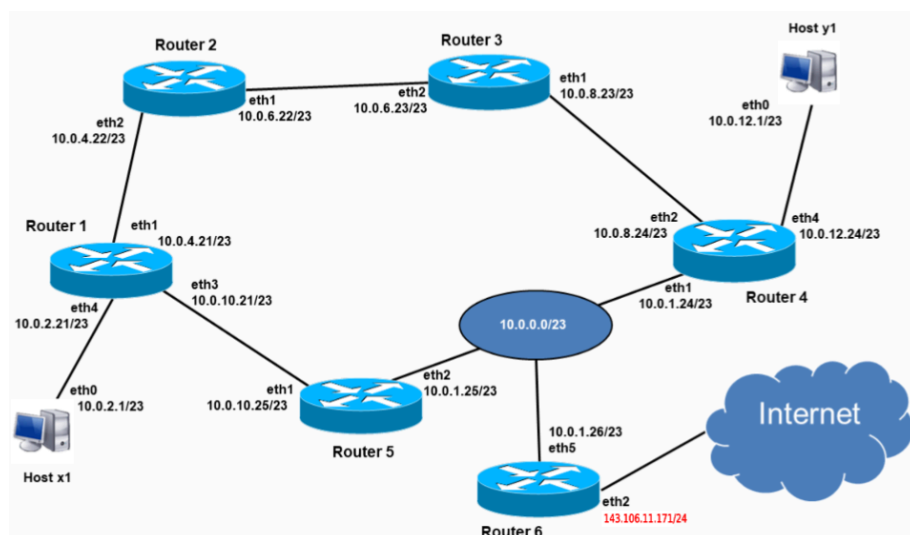 Router 2
eth1
10.0.6.22/23
eth2
10.0.4.22/23
Router 3
eth2
10.0.6.23/23
eth1
10.0.8.23/23
Host y1
eth0
10.0.12.1/23
Router 1
eth1
10.0.4.21/23
eth3
10.0.10.21/23
eth4
10.0.2.21/23
eth2
10.0.8.24/23
eth4
10.0.12.24/23
eth1
10.0.1.24/23
Router 4
10.0.0.0/23
eth0
10.0.2.1/23
Host x1
eth1
10.0.10.25/23
eth2
10.0.1.25/23
Router 5
10.0.1.26/23
eth5
Internet
eth2
143.106.11.171/24
Router 6